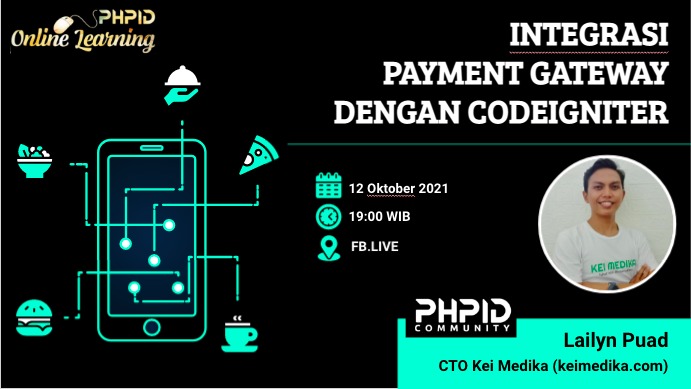 PHPID
Online Learning
INTEGRASI
PAYMENT GATEWAY
DENGAN CODEIGNITER
12 Oktober 2021
19:00 WIB
FB.LIVE
KEI MEDIKA
PHPID
COMMUNITY
Lailyn Puad
CTO Kei Medika (keimedika.com)